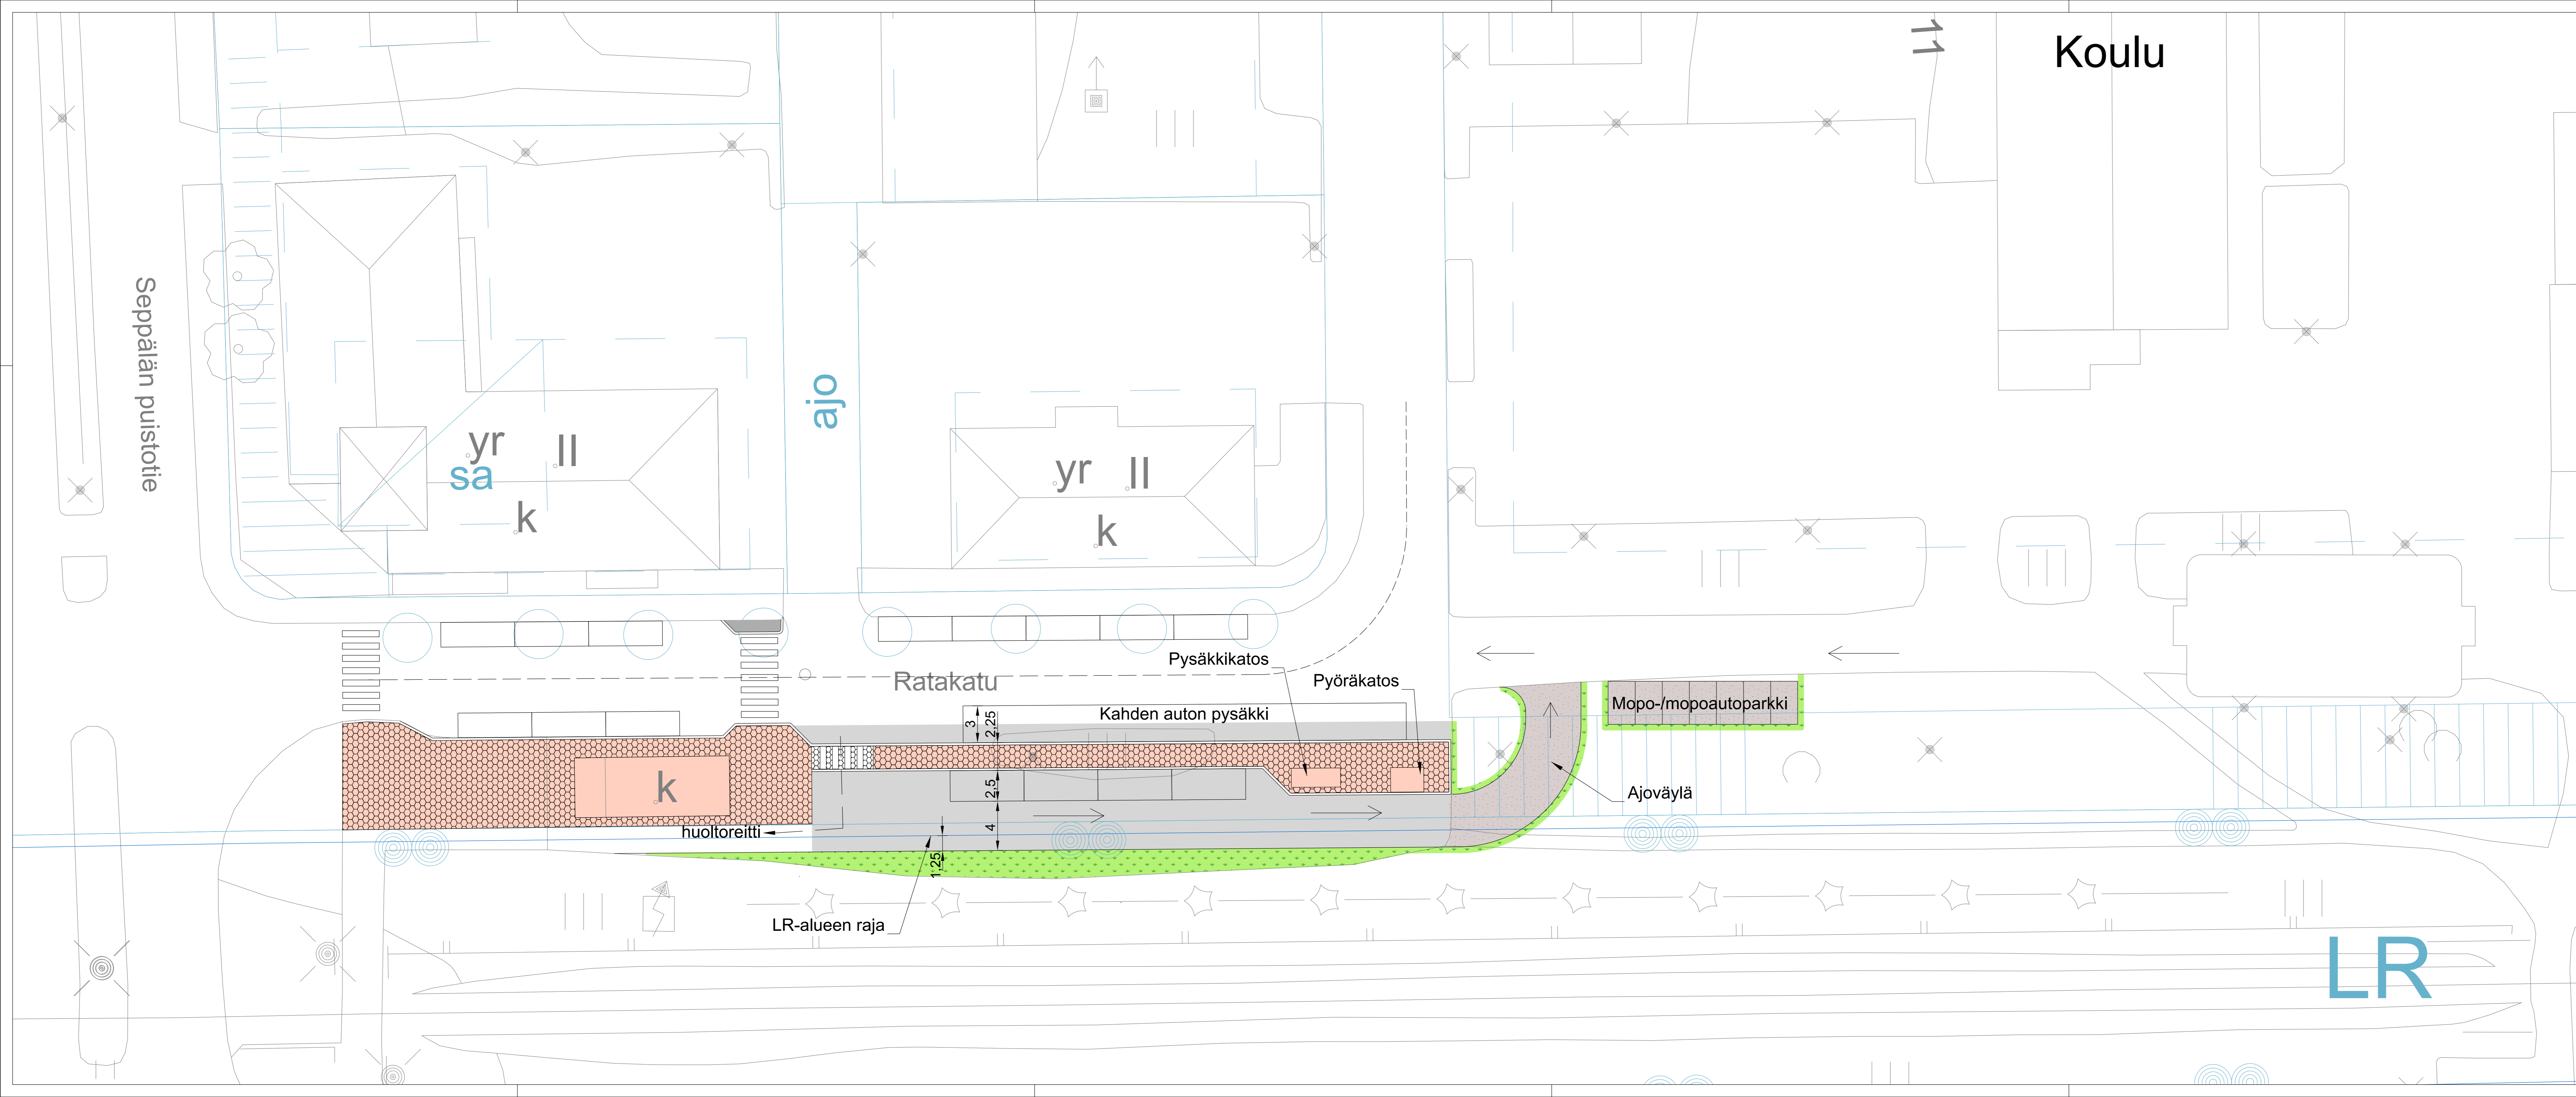 11
Koulu
Seppälän puistotie
ajo
yr
II
sa
k
yr
II
k
Pysäkkikatos
Ratakatu
Pyöräkatos
3
2,25
Kahden auton pysäkki
Mopo-/mopoautoparkki
k
2,5
Ajoväylä
huoltoreitti
4
1,25
LR-alueen raja
LR